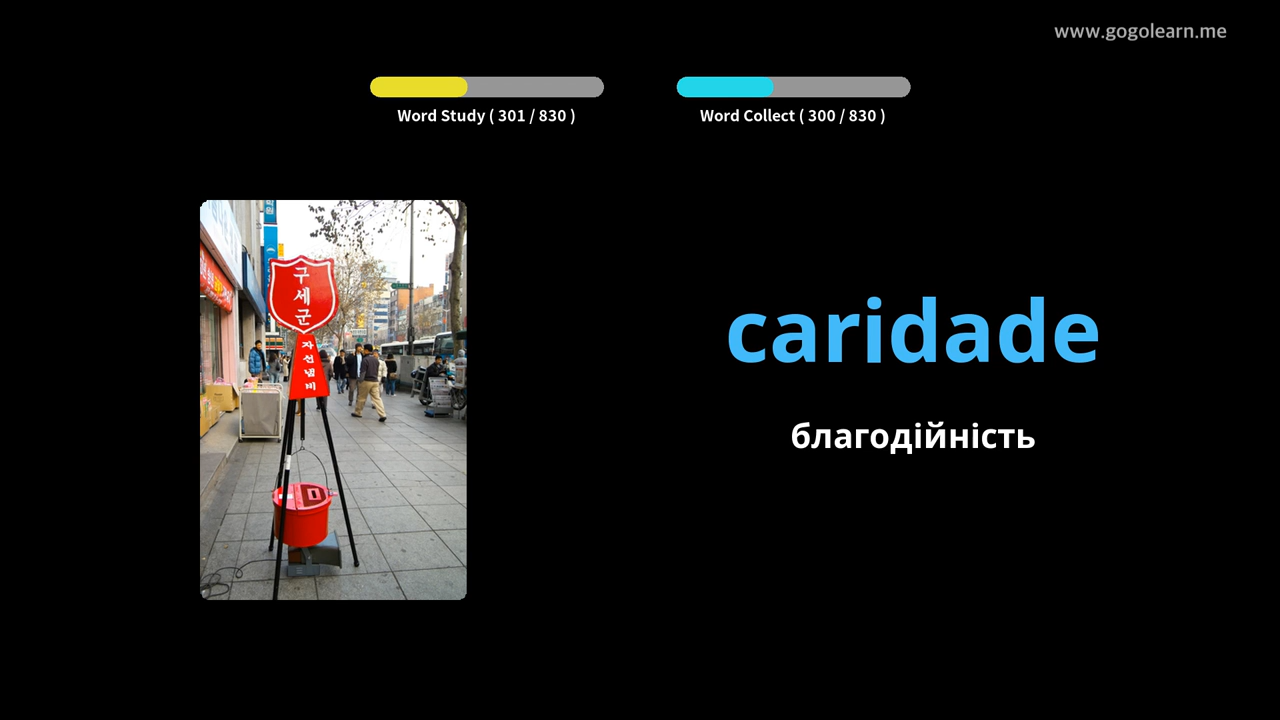 www.gogolearn.me
Word Study ( 301 / 830 )
Word Collect ( 300 / 830 )
구
세
군
자
선
냄
비
caridade
благодійність